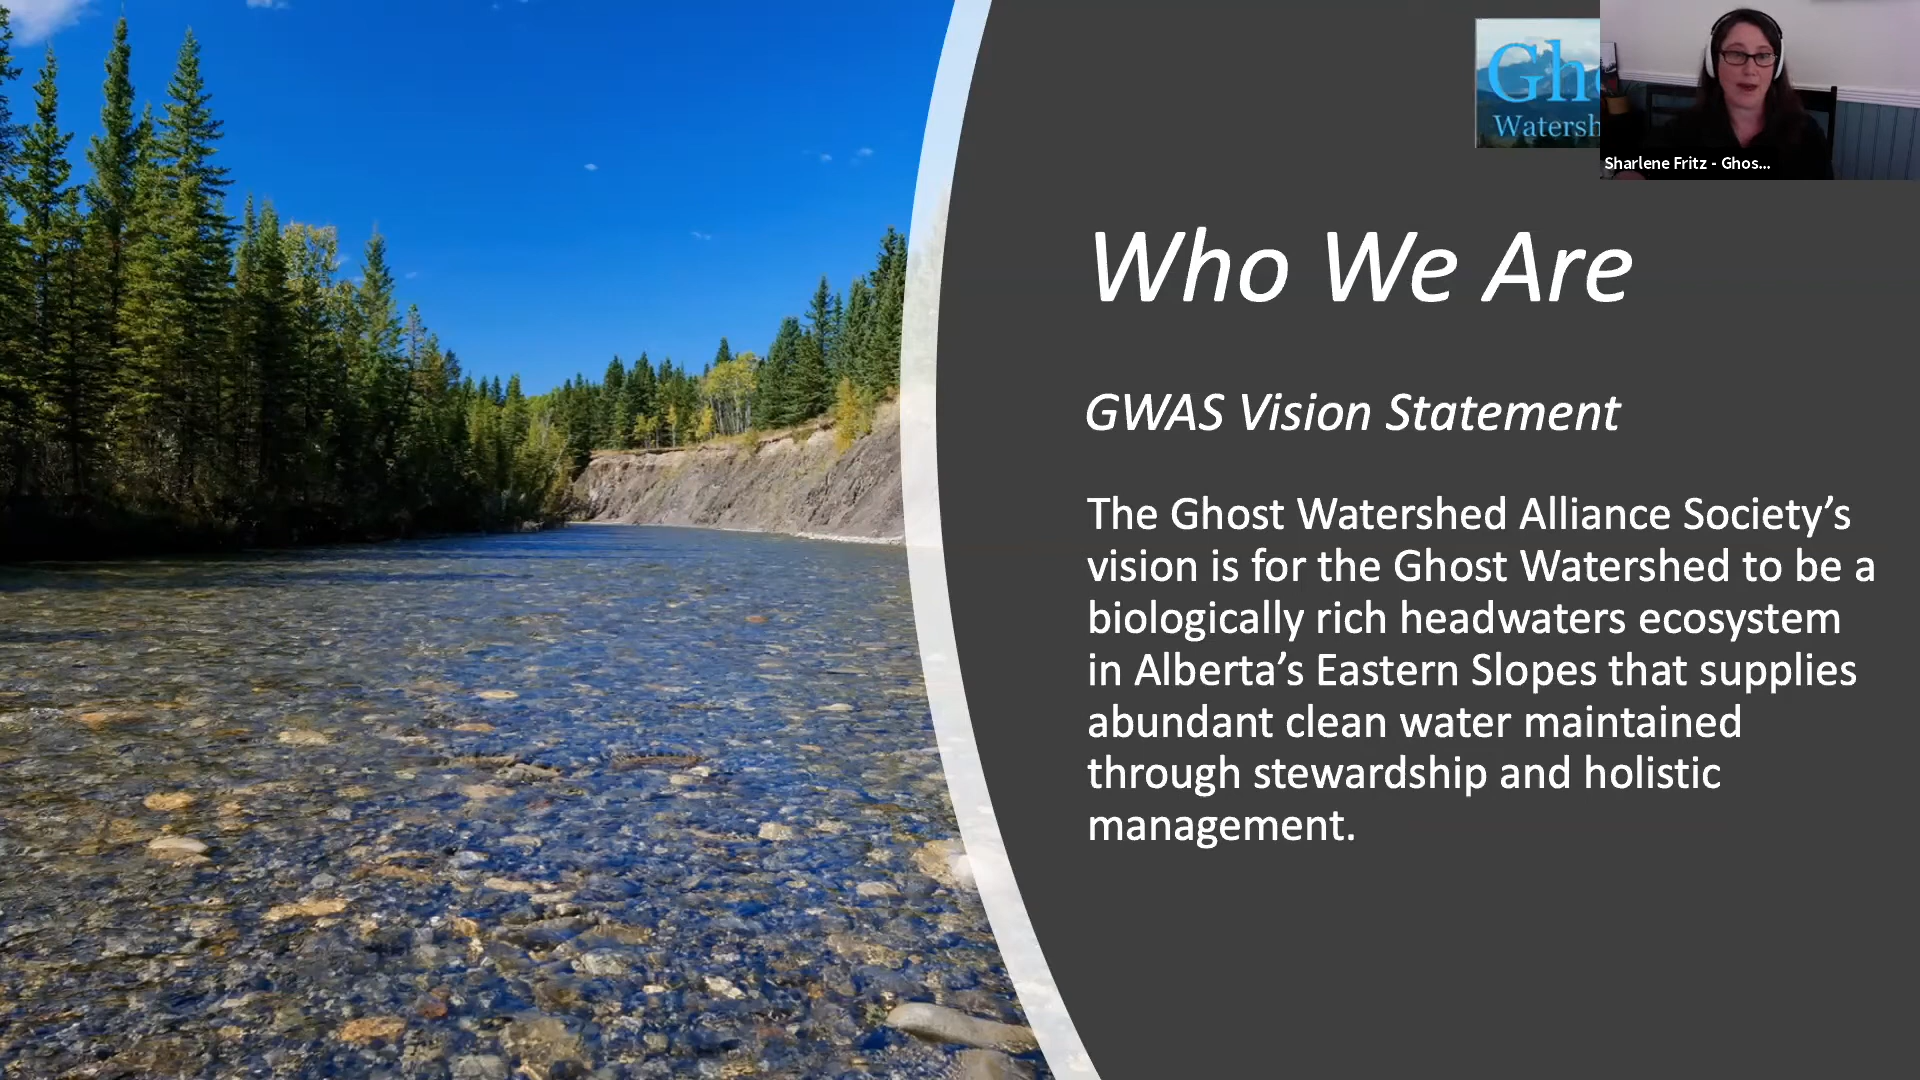 Gh
Watersh
Sharlene Fritz - Ghos...
Who We Are
GWAS Vision Statement
The Ghost Watershed Alliance Society’s
vision is for the Ghost Watershed to be a
biologically rich headwaters ecosystem
in Alberta’s Eastern Slopes that supplies
abundant clean water maintained
through stewardship and holistic
management.